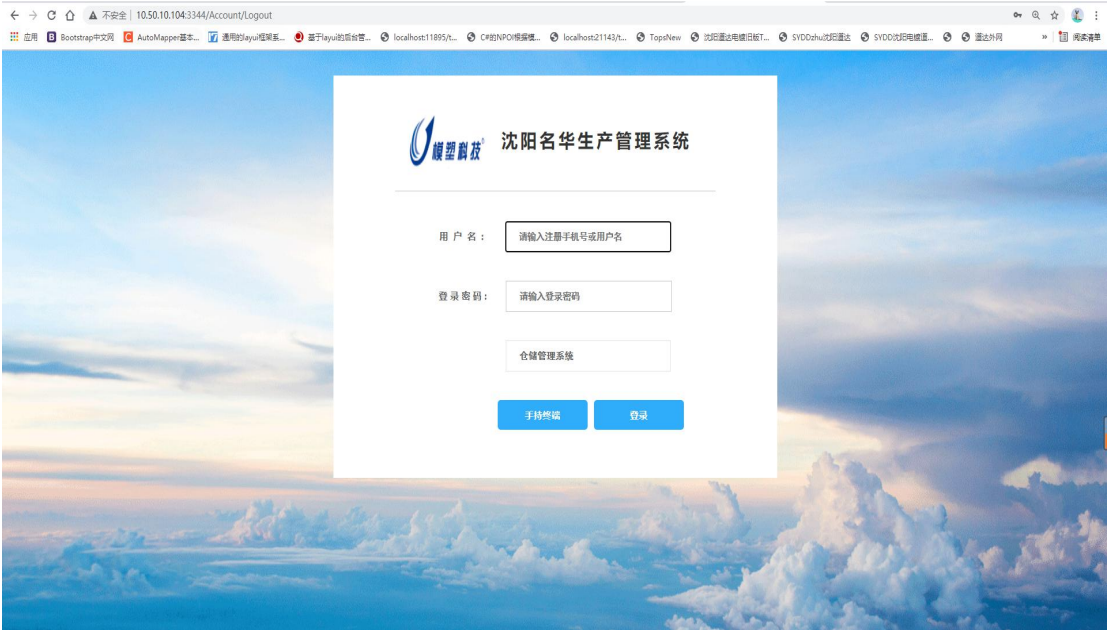 不安全 | 10.50.10.104:3344/Account/Logout
应用 B Bootstrap中文网 C AutoMapper基本... 通用的layui框架系... 基于layui的后台管... localhost:11895/t... C#的NPOI根据模... localhost:21143/t... TopsNew 沈阳通达电缆旧版T... SYDDzhu沈阳通达 SYDD沈阳电缆通... 通达外网 » 阅读清单
模塑科技 沈阳名华生产管理系统
用 户 名 : 请输入注册手机号或用户名
登录密码 : 请输入登录密码
仓储管理系统
手持终端 登录